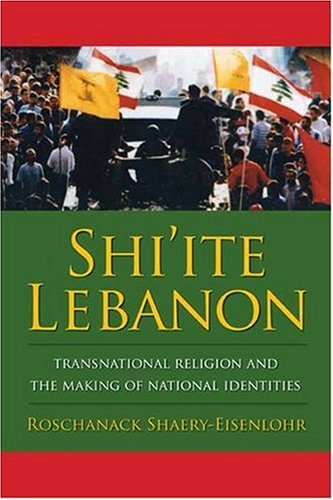 SHI'ITE
LEBANON
TRANSNATIONAL RELIGION AND
THE MAKING OF NATIONAL IDENTITIES
ROSCHANACK SHAERY-EISENLOHR